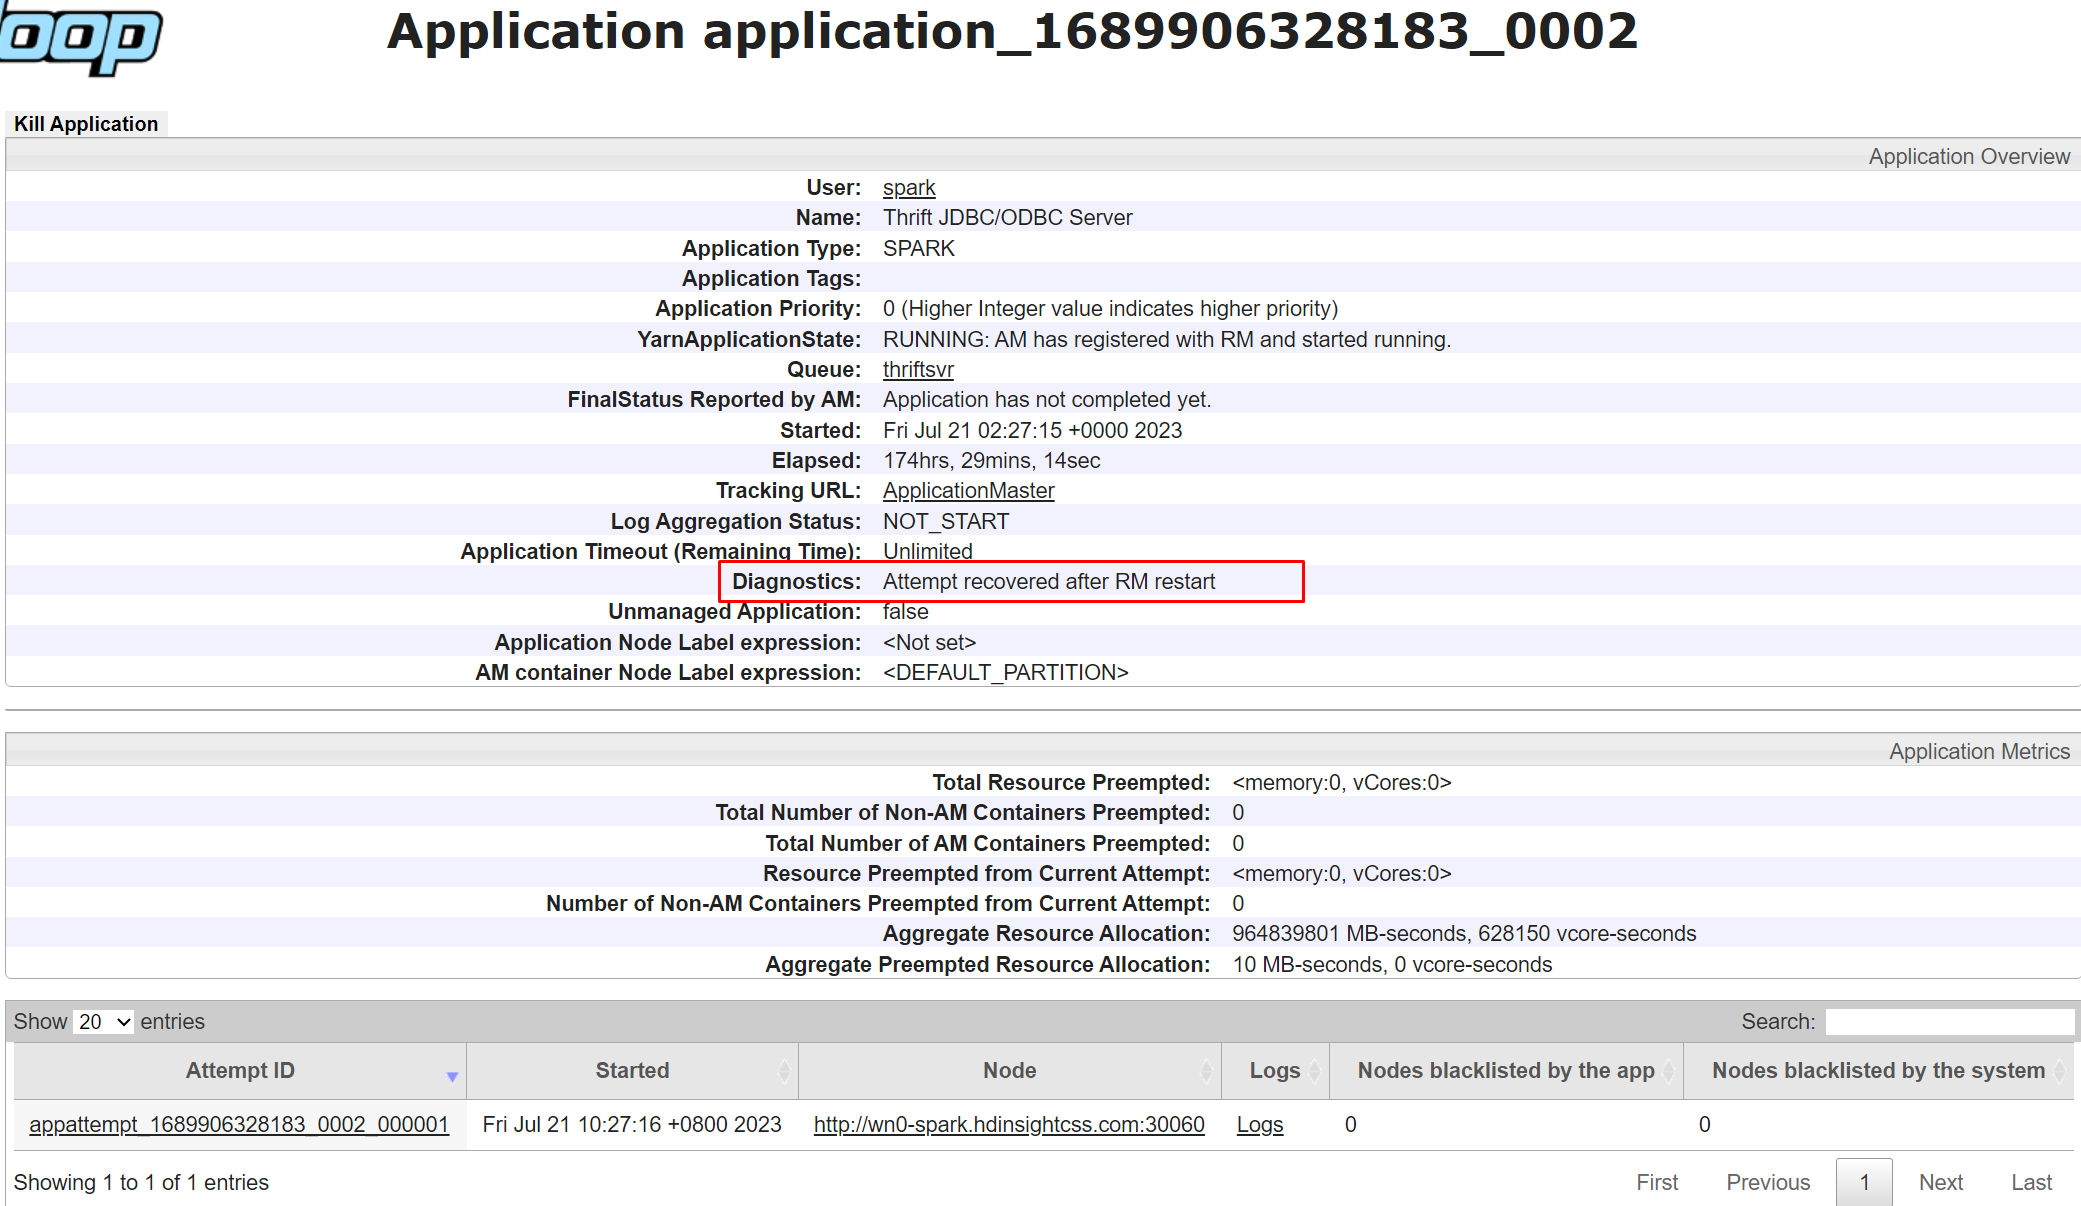 oop
Application application_1689906328183_0002
Kill Application
Application Overview
User: spark
Name: Thrift JDBC/ODBC Server
Application Type: SPARK
Application Tags:
Application Priority: 0 (Higher Integer value indicates higher priority)
YarnApplicationState: RUNNING: AM has registered with RM and started running.
Queue: thriftsvr
FinalStatus Reported by AM: Application has not completed yet.
Started: Fri Jul 21 02:27:15 +0000 2023
Elapsed: 174hrs, 29mins, 14sec
Tracking URL: ApplicationMaster
Log Aggregation Status: NOT_START
Application Timeout (Remaining Time): Unlimited
Diagnostics: Attempt recovered after RM restart
Unmanaged Application: false
Application Node Label expression: <Not set>
AM container Node Label expression: <DEFAULT_PARTITION>
Application Metrics
Total Resource Preempted: <memory:0, vCores:0>
Total Number of Non-AM Containers Preempted: 0
Total Number of AM Containers Preempted: 0
Resource Preempted from Current Attempt: <memory:0, vCores:0>
Number of Non-AM Containers Preempted from Current Attempt: 0
Aggregate Resource Allocation: 964839801 MB-seconds, 628150 vcore-seconds
Aggregate Preempted Resource Allocation: 10 MB-seconds, 0 vcore-seconds
Show 20 entries Search:
Attempt ID Started Node Logs Nodes blacklisted by the app Nodes blacklisted by the system
appattempt_1689906328183_0002_000001 Fri Jul 21 10:27:16 +0800 2023 http://wn0-spark.hdinsightcss.com:30060 Logs 0 0
Showing 1 to 1 of 1 entries First Previous 1 Next Last